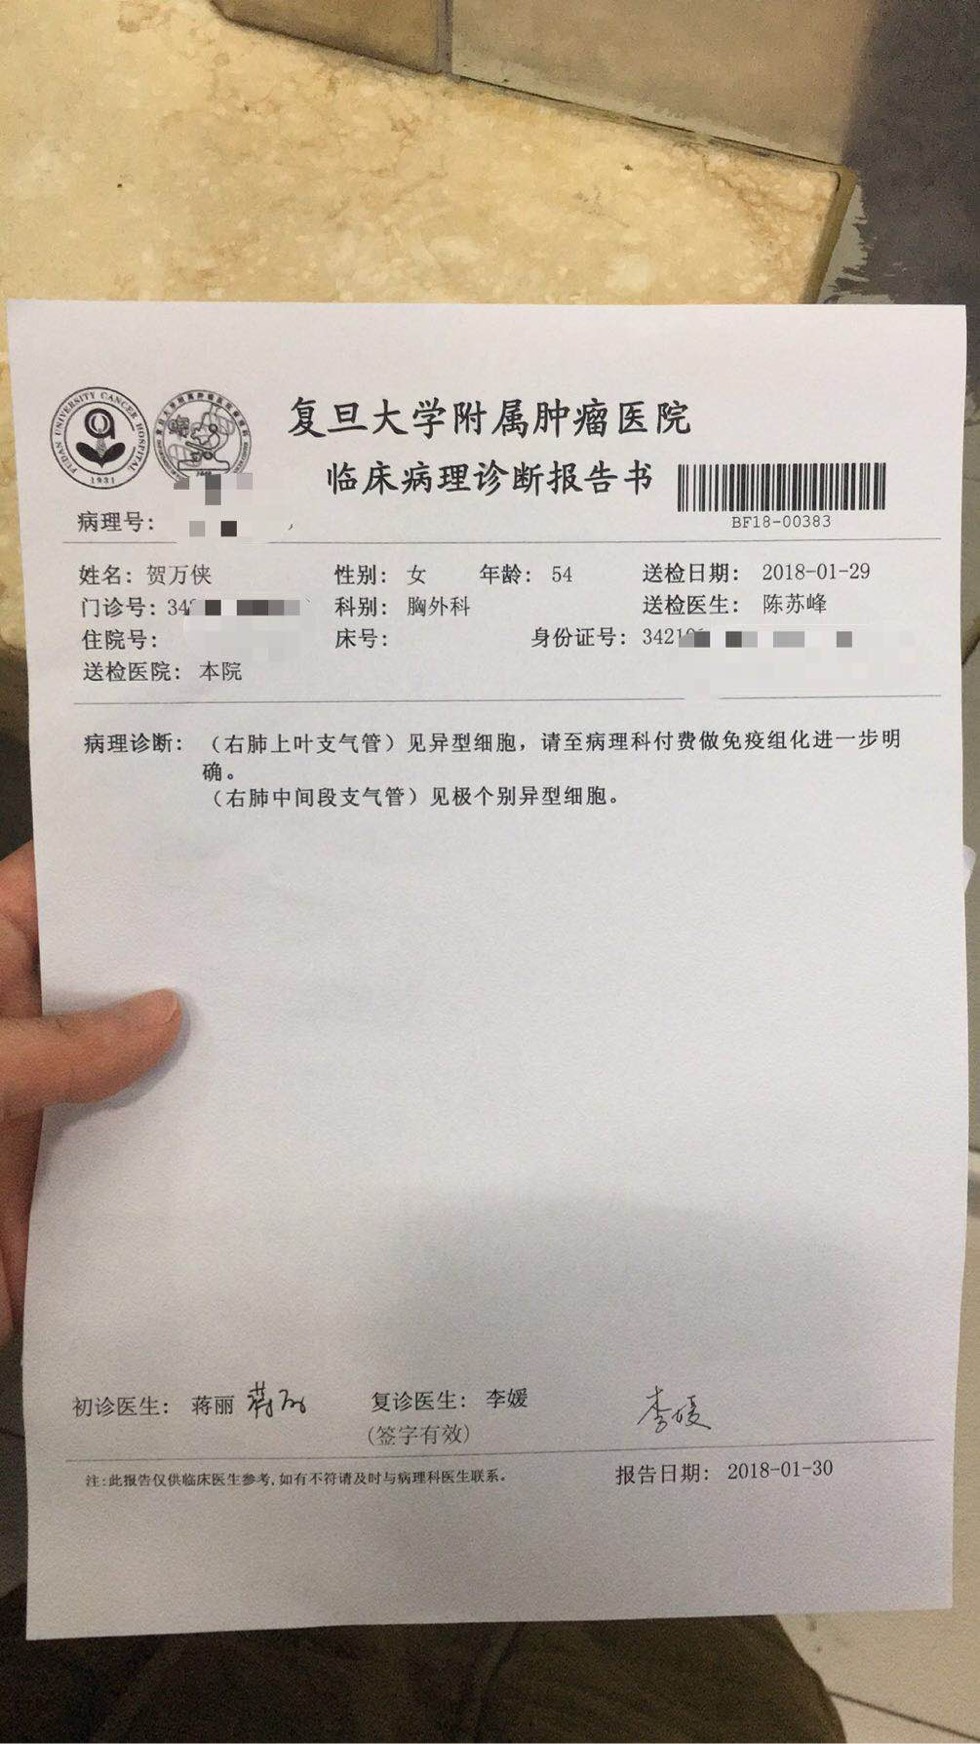 FUDAN UNIVERSITY CANCER HOSPITAL
1931
复旦大学附属肿瘤医院
临床病理诊断报告书
BF18-00383
病理号:
姓名: 贺万侠 性别: 女 年龄: 54 送检日期: 2018-01-29
门诊号: 34 科别: 胸外科 送检医生: 陈苏峰
住院号: 床号: 身份证号: 3421
送检医院: 本院
病理诊断: （右肺上叶支气管）见异型细胞，请至病理科付费做免疫组化进一步明
确。
（右肺中间段支气管）见极个别异型细胞。
初诊医生: 蒋丽 蒋丽 复诊医生: 李媛 李媛
(签字有效)
注:此报告仅供临床医生参考,如有不符请及时与病理科医生联系。 报告日期: 2018-01-30